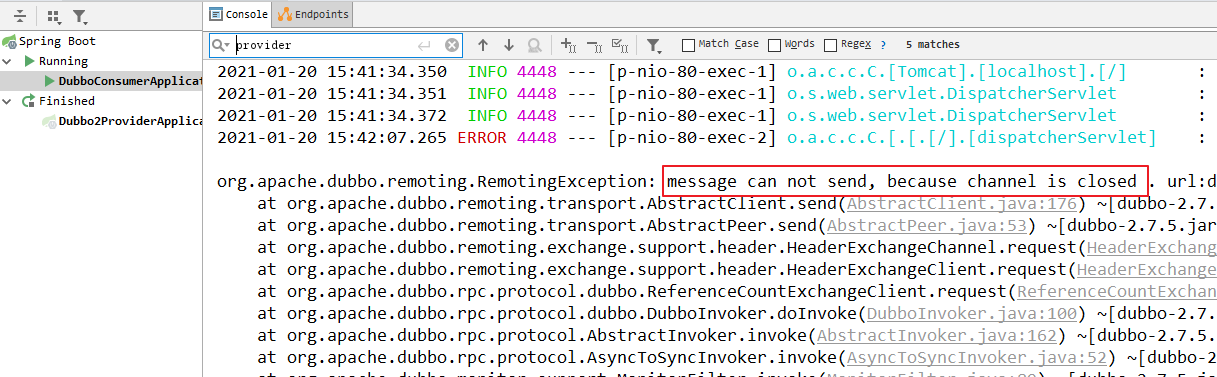 Console Endpoints
Spring Boot
Running
DubboConsumerApplicat
Finished
Dubbo2ProviderApplica
provider Match Case Words Regex ? 5 matches
2021-01-20 15:41:34.350 INFO 4448 --- [p-nio-80-exec-1] o.a.c.c.C.[Tomcat].[localhost].[/] :
2021-01-20 15:41:34.351 INFO 4448 --- [p-nio-80-exec-1] o.s.web.servlet.DispatcherServlet :
2021-01-20 15:41:34.372 INFO 4448 --- [p-nio-80-exec-1] o.s.web.servlet.DispatcherServlet :
2021-01-20 15:42:07.265 ERROR 4448 --- [p-nio-80-exec-2] o.a.c.c.C.[.[.[/].[dispatcherServlet] :
org.apache.dubbo.remoting.RemotingException: message can not send, because channel is closed . url:d
at org.apache.dubbo.remoting.transport.AbstractClient.send(AbstractClient.java:176) ~[dubbo-2.7.
at org.apache.dubbo.remoting.transport.AbstractPeer.send(AbstractPeer.java:53) ~[dubbo-2.7.5.jar
at org.apache.dubbo.remoting.exchange.support.header.HeaderExchangeChannel.request(HeaderExchang
at org.apache.dubbo.remoting.exchange.support.header.HeaderExchangeClient.request(HeaderExchange
at org.apache.dubbo.rpc.protocol.dubbo.ReferenceCountExchangeClient.request(ReferenceCountExchan
at org.apache.dubbo.rpc.protocol.dubbo.DubboInvoker.doInvoke(DubboInvoker.java:100) ~[dubbo-2.7.
at org.apache.dubbo.rpc.protocol.AbstractInvoker.invoke(AbstractInvoker.java:162) ~[dubbo-2.7.5.
at org.apache.dubbo.rpc.protocol.AsyncToSyncInvoker.invoke(AsyncToSyncInvoker.java:52) ~[dubbo-2